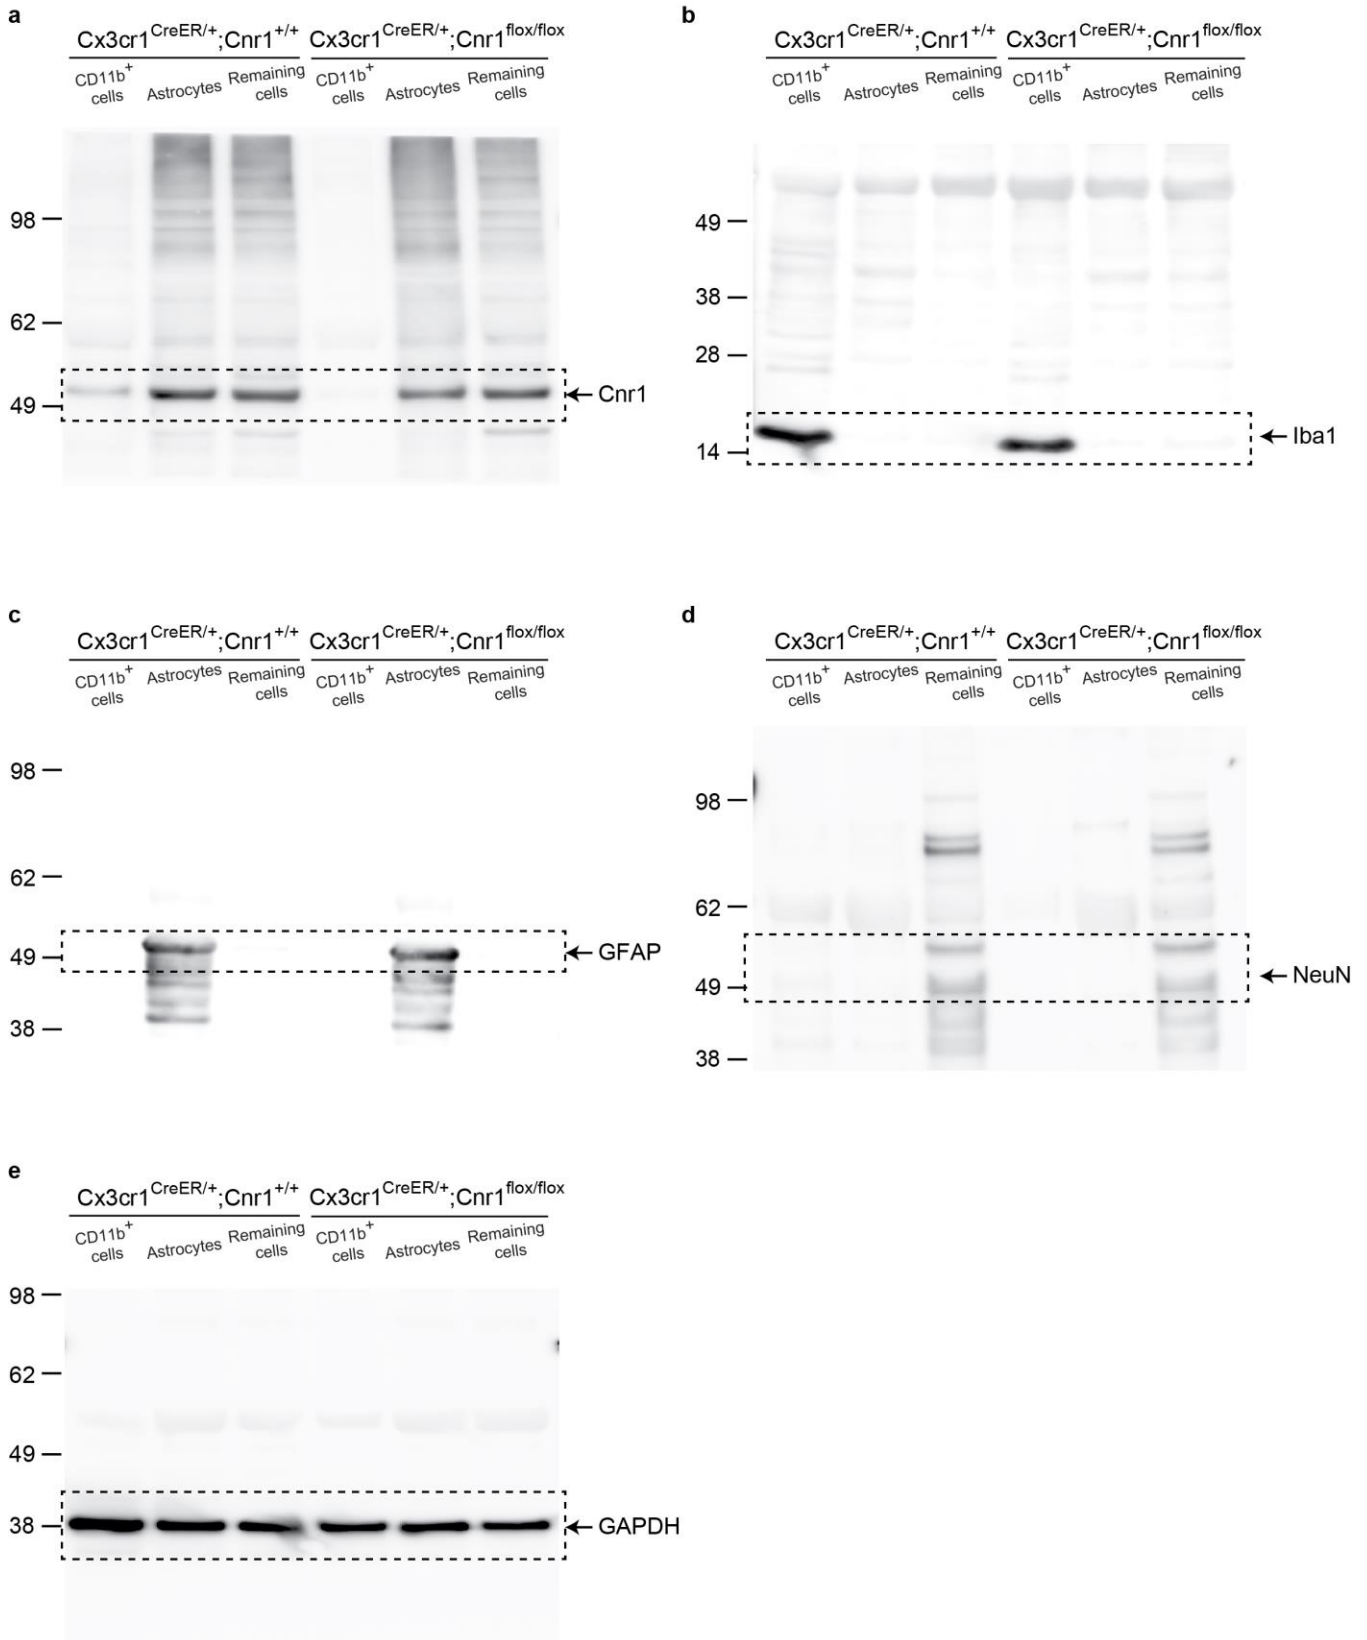 a
Cx3cr1CreER/+;Cnr1+/+ Cx3cr1CreER/+;Cnr1flox/flox
CD11b+ cells Astrocytes Remaining cells CD11b+ cells Astrocytes Remaining cells
98
62
49
Cnr1
b
Cx3cr1CreER/+;Cnr1+/+ Cx3cr1CreER/+;Cnr1flox/flox
CD11b+ cells Astrocytes Remaining cells CD11b+ cells Astrocytes Remaining cells
49
38
28
14
Iba1
c
Cx3cr1CreER/+;Cnr1+/+ Cx3cr1CreER/+;Cnr1flox/flox
CD11b+ cells Astrocytes Remaining cells CD11b+ cells Astrocytes Remaining cells
98
62
49
38
GFAP
d
Cx3cr1CreER/+;Cnr1+/+ Cx3cr1CreER/+;Cnr1flox/flox
CD11b+ cells Astrocytes Remaining cells CD11b+ cells Astrocytes Remaining cells
98
62
49
38
NeuN
e
Cx3cr1CreER/+;Cnr1+/+ Cx3cr1CreER/+;Cnr1flox/flox
CD11b+ cells Astrocytes Remaining cells CD11b+ cells Astrocytes Remaining cells
98
62
49
38
GAPDH